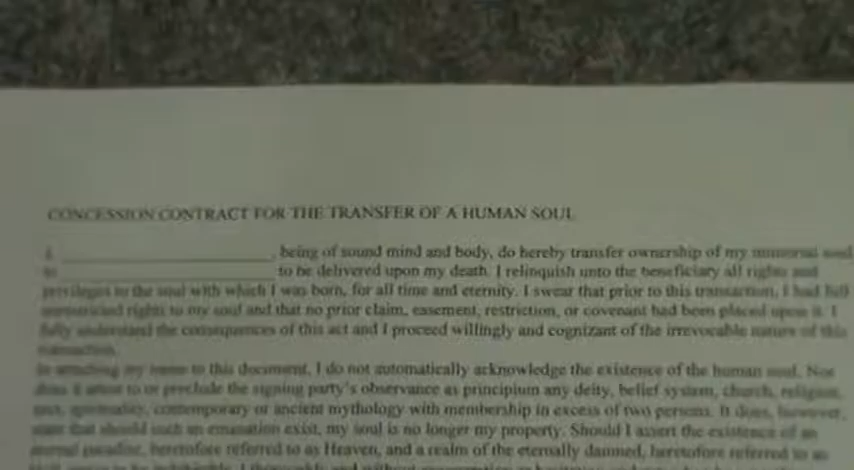 CONCESSION CONTRACT FOR THE TRANSFER OF A HUMAN SOUL
I ____________________, being of sound mind and body, do hereby transfer ownership of my immortal soul
to ____________________ to be delivered upon my death. I relinquish unto the beneficiary all rights and
privileges to the soul with which I was born, for all time and eternity. I swear that prior to this transaction, I had full
unrestricted rights to my soul and that no prior claim, easement, restriction, or covenant had been placed upon it. I
fully understand the consequences of this act and I proceed willingly and cognizant of the irrevocable nature of this
transaction.
In attaching my name to this document, I do not automatically acknowledge the existence of the human soul. Nor
does it attest to or preclude the signing party's observance as principium any deity, belief system, church, religion,
sect, spirituality, contemporary or ancient mythology with membership in excess of two persons. It does, however,
state that should such an emanation exist, my soul is no longer my property. Should I assert the existence of an
eternal paradise, heretofore referred to as Heaven, and a realm of the eternally damned, heretofore referred to as